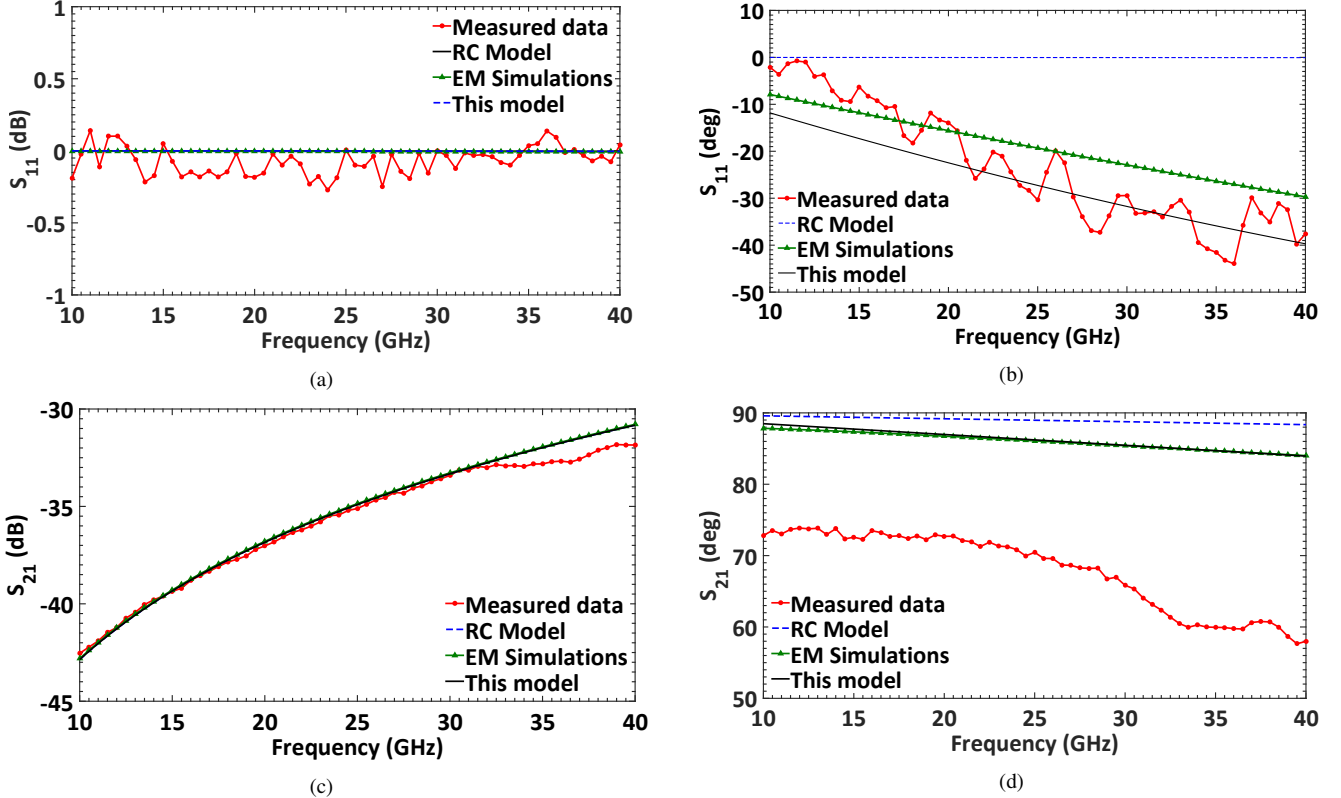 1
0.5
0
-0.5
-1
S11 (dB)
Measured data
RC Model
EM Simulations
This model
10 15 20 25 30 35 40
Frequency (GHz)
(a)
10
0
-10
-20
-30
-40
-50
S11 (deg)
Measured data
RC Model
EM Simulations
This model
10 15 20 25 30 35 40
Frequency (GHz)
(b)
-30
-35
-40
-45
S21 (dB)
Measured data
RC Model
EM Simulations
This model
10 15 20 25 30 35 40
Frequency (GHz)
(c)
90
80
70
60
50
S21 (deg)
Measured data
RC Model
EM Simulations
This model
10 15 20 25 30 35 40
Frequency (GHz)
(d)